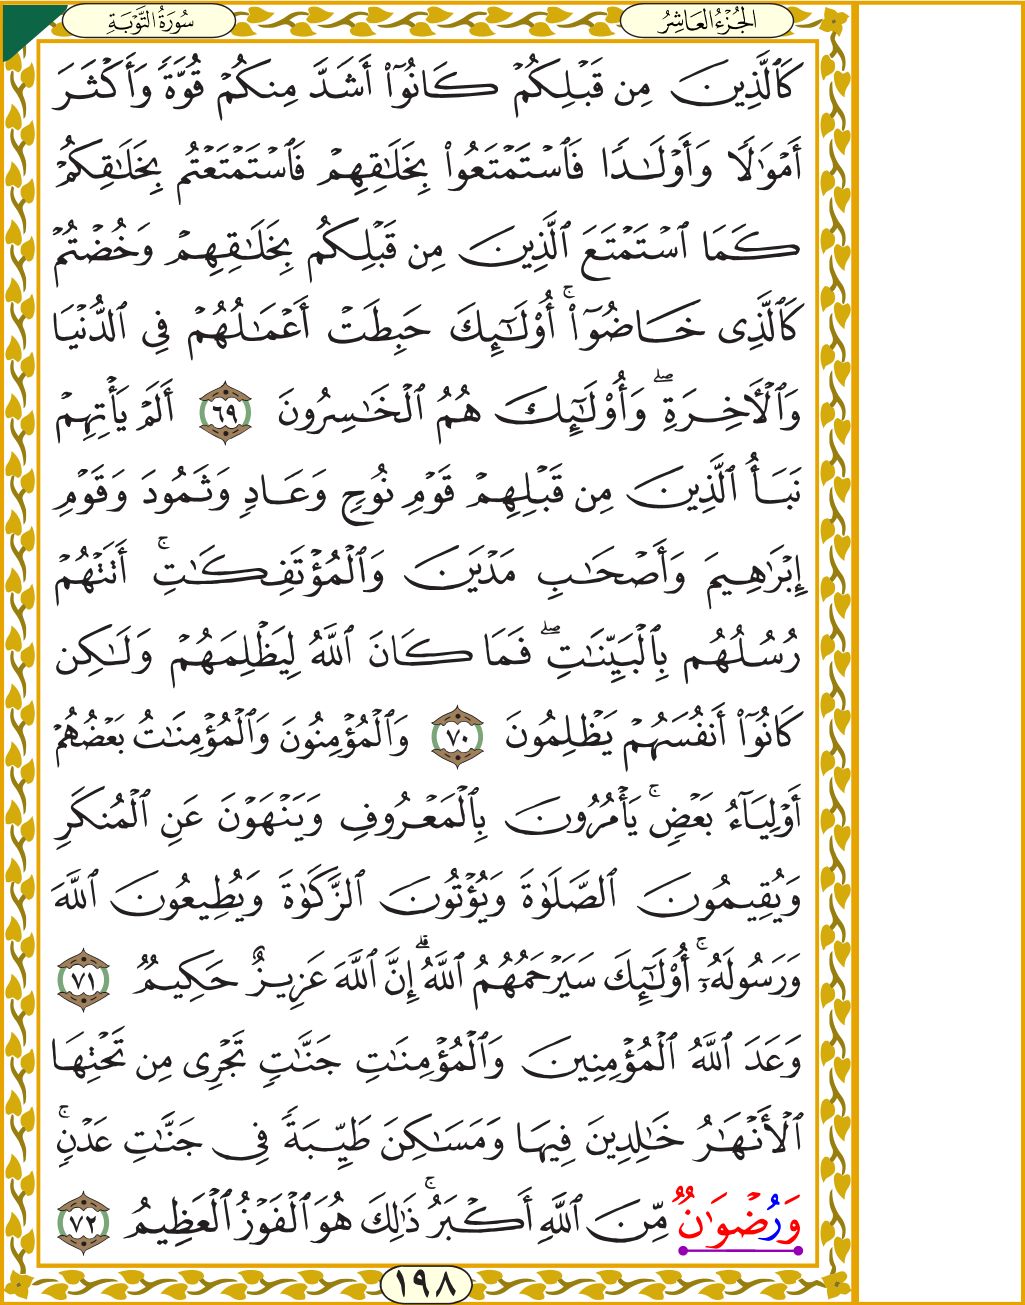 سُورَةُ التَّوْبَةِ
الجُزْءُ العَاشِرُ
كَٱلَّذِينَ مِن قَبْلِكُمْ كَانُوٓا۟ أَشَدَّ مِنكُمْ قُوَّةً وَأَكْثَرَ
أَمْوَٰلًا وَأَوْلَٰدًا فَٱسْتَمْتَعُوا۟ بِخَلَٰقِهِمْ فَٱسْتَمْتَعْتُم بِخَلَٰقِكُمْ
كَمَا ٱسْتَمْتَعَ ٱلَّذِينَ مِن قَبْلِكُم بِخَلَٰقِهِمْ وَخُضْتُمْ
كَٱلَّذِى خَاضُوٓا۟ ۚ أُو۟لَٰٓئِكَ حَبِطَتْ أَعْمَٰلُهُمْ فِى ٱلدُّنْيَا
وَٱلْءَاخِرَةِ ۖ وَأُو۟لَٰٓئِكَ هُمُ ٱلْخَٰسِرُونَ ٦٩ أَلَمْ يَأْتِهِمْ
نَبَأُ ٱلَّذِينَ مِن قَبْلِهِمْ قَوْمِ نُوحٍ وَعَادٍ وَثَمُودَ وَقَوْمِ
إِبْرَٰهِيمَ وَأَصْحَٰبِ مَدْيَنَ وَٱلْمُؤْتَفِكَٰتِ ۚ أَتَتْهُمْ
رُسُلُهُم بِٱلْبَيِّنَٰتِ ۖ فَمَا كَانَ ٱللَّهُ لِيَظْلِمَهُمْ وَلَٰكِن
كَانُوٓا۟ أَنفُسَهُمْ يَظْلِمُونَ ٧٠ وَٱلْمُؤْمِنُونَ وَٱلْمُؤْمِنَٰتُ بَعْضُهُمْ
أَوْلِيَآءُ بَعْضٍ ۚ يَأْمُرُونَ بِٱلْمَعْرُوفِ وَيَنْهَوْنَ عَنِ ٱلْمُنكَرِ
وَيُقِيمُونَ ٱلصَّلَوٰةَ وَيُؤْتُونَ ٱلزَّكَوٰةَ وَيُطِيعُونَ ٱللَّهَ
وَرَسُولَهُۥٓ ۚ أُو۟لَٰٓئِكَ سَيَرْحَمُهُمُ ٱللَّهُ ۗ إِنَّ ٱللَّهَ عَزِيزٌ حَكِيمٌ ٧١
وَعَدَ ٱللَّهُ ٱلْمُؤْمِنِينَ وَٱلْمُؤْمِنَٰتِ جَنَّٰتٍ تَجْرِى مِن تَحْتِهَا
ٱلْأَنْهَٰرُ خَٰلِدِينَ فِيهَا وَمَسَٰكِنَ طَيِّبَةً فِى جَنَّٰتِ عَدْنٍ ۚ
وَرُضْوَٰنٌ مِّنَ ٱللَّهِ أَكْبَرُ ۚ ذَٰلِكَ هُوَ ٱلْفَوْزُ ٱلْعَظِيمُ ٧٢
١٩٨